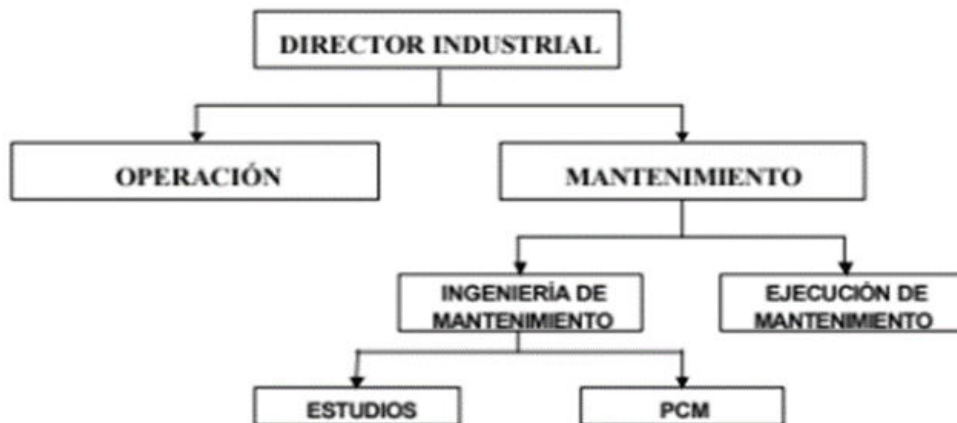 DIRECTOR INDUSTRIAL
OPERACIÓN
MANTENIMIENTO
INGENIERÍA DE
MANTENIMIENTO
EJECUCIÓN DE
MANTENIMIENTO
ESTUDIOS
PCM